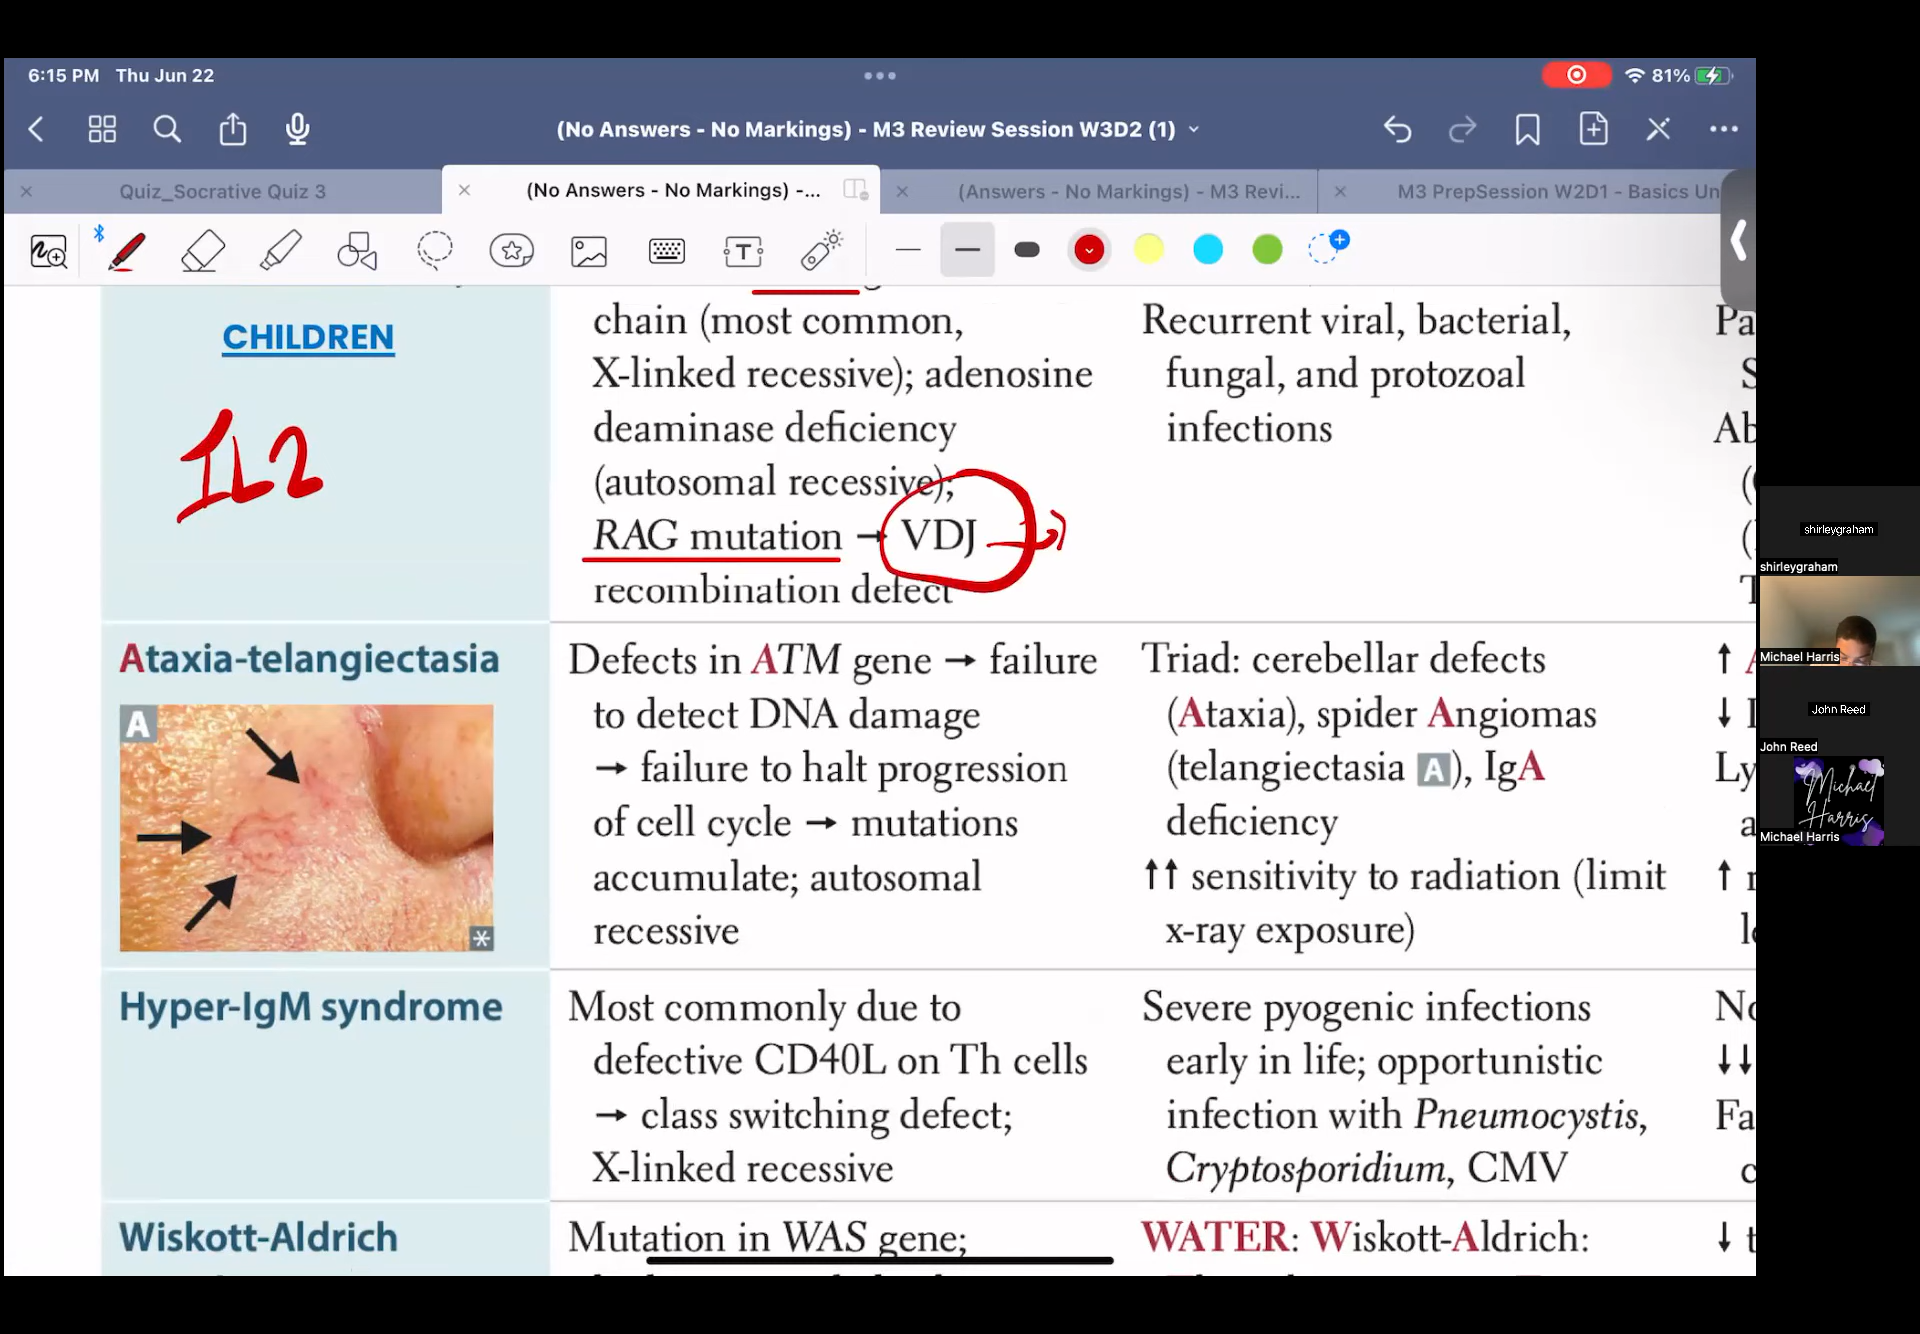 6:15 PM Thu Jun 22
81%
(No Answers - No Markings) - M3 Review Session W3D2 (1)
Quiz_Socrative Quiz 3
(No Answers - No Markings) -...
(Answers - No Markings) - M3 Revi...
M3 PrepSession W2D1 - Basics Un
T
CHILDREN
IL2
chain (most common,
X-linked recessive); adenosine
deaminase deficiency
(autosomal recessive);
RAG mutation → VDJ
recombination defect
Recurrent viral, bacterial,
fungal, and protozoal
infections
Pa
S
Ab
(
(
T
Ataxia-telangiectasia
A
Defects in ATM gene → failure
to detect DNA damage
→ failure to halt progression
of cell cycle → mutations
accumulate; autosomal
recessive
Triad: cerebellar defects
(Ataxia), spider Angiomas
(telangiectasia A), IgA
deficiency
↑↑ sensitivity to radiation (limit
x-ray exposure)
↑ A
↓ I
Ly
a
↑ r
le
Hyper-IgM syndrome
Most commonly due to
defective CD40L on Th cells
→ class switching defect;
X-linked recessive
Severe pyogenic infections
early in life; opportunistic
infection with Pneumocystis,
Cryptosporidium, CMV
No
↓↓
Fa
c
Wiskott-Aldrich
Mutation in WAS gene;
WATER: Wiskott-Aldrich:
↓ t
shirleygraham
shirleygraham
Michael Harris
John Reed
John Reed
Michael
Harris
Michael Harris